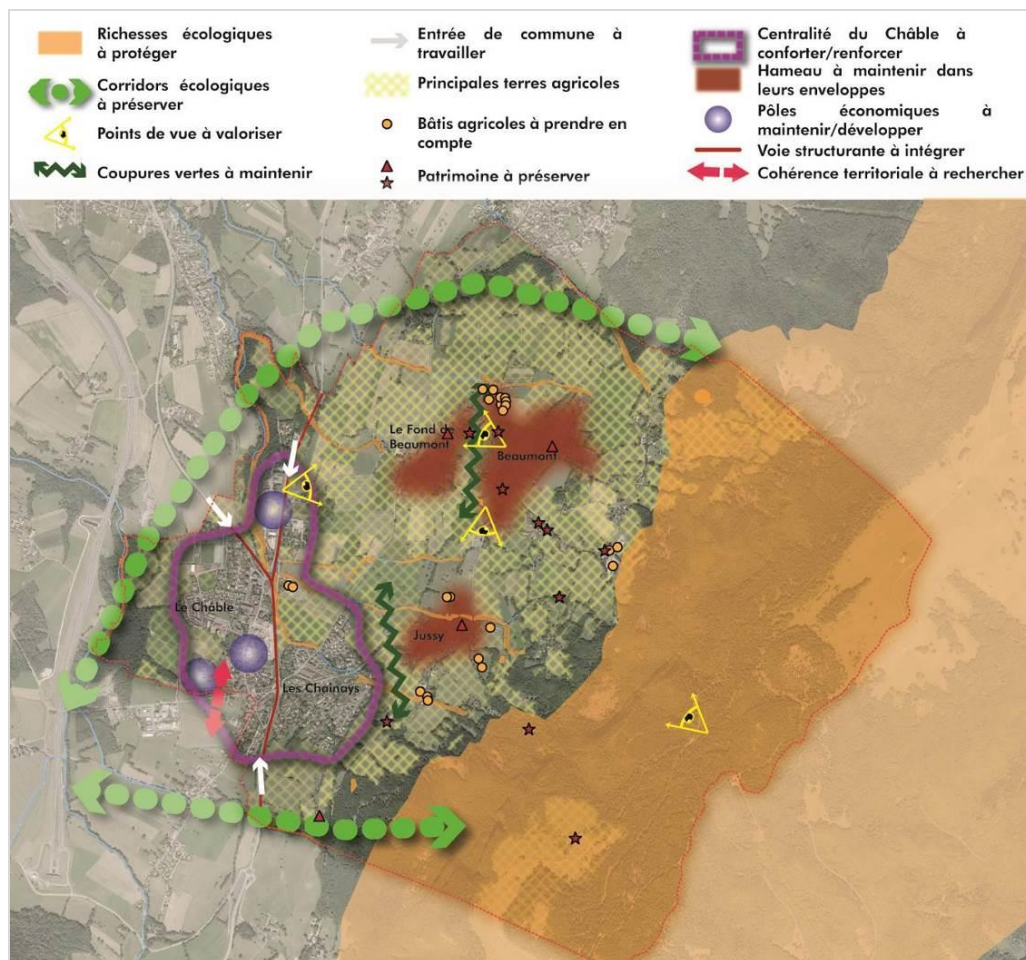 Richesses écologiques
à protéger
Corridors écologiques
à préserver
Points de vue à valoriser
Coupures vertes à maintenir
Entrée de commune à
travailler
Principales terres agricoles
Bâtis agricoles à prendre en
compte
Patrimoine à préserver
Centralité du Châble à
conforter/renforcer
Hameau à maintenir dans
leurs enveloppes
Pôles économiques à
maintenir/développer
Voie structurante à intégrer
Cohérence territoriale à rechercher
Le Fond de
Beaumont
Beaumont
Le Châble
Jussy
Les Chainays